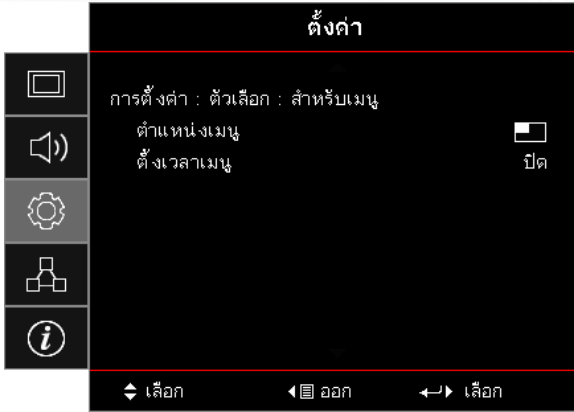 ตั้งค่า
การตั้งค่า : ตัวเลือก : สำหรับเมนู
ตำแหน่งเมนู
ตั้งเวลาเมนู ปิด
เลือก ออก เลือก